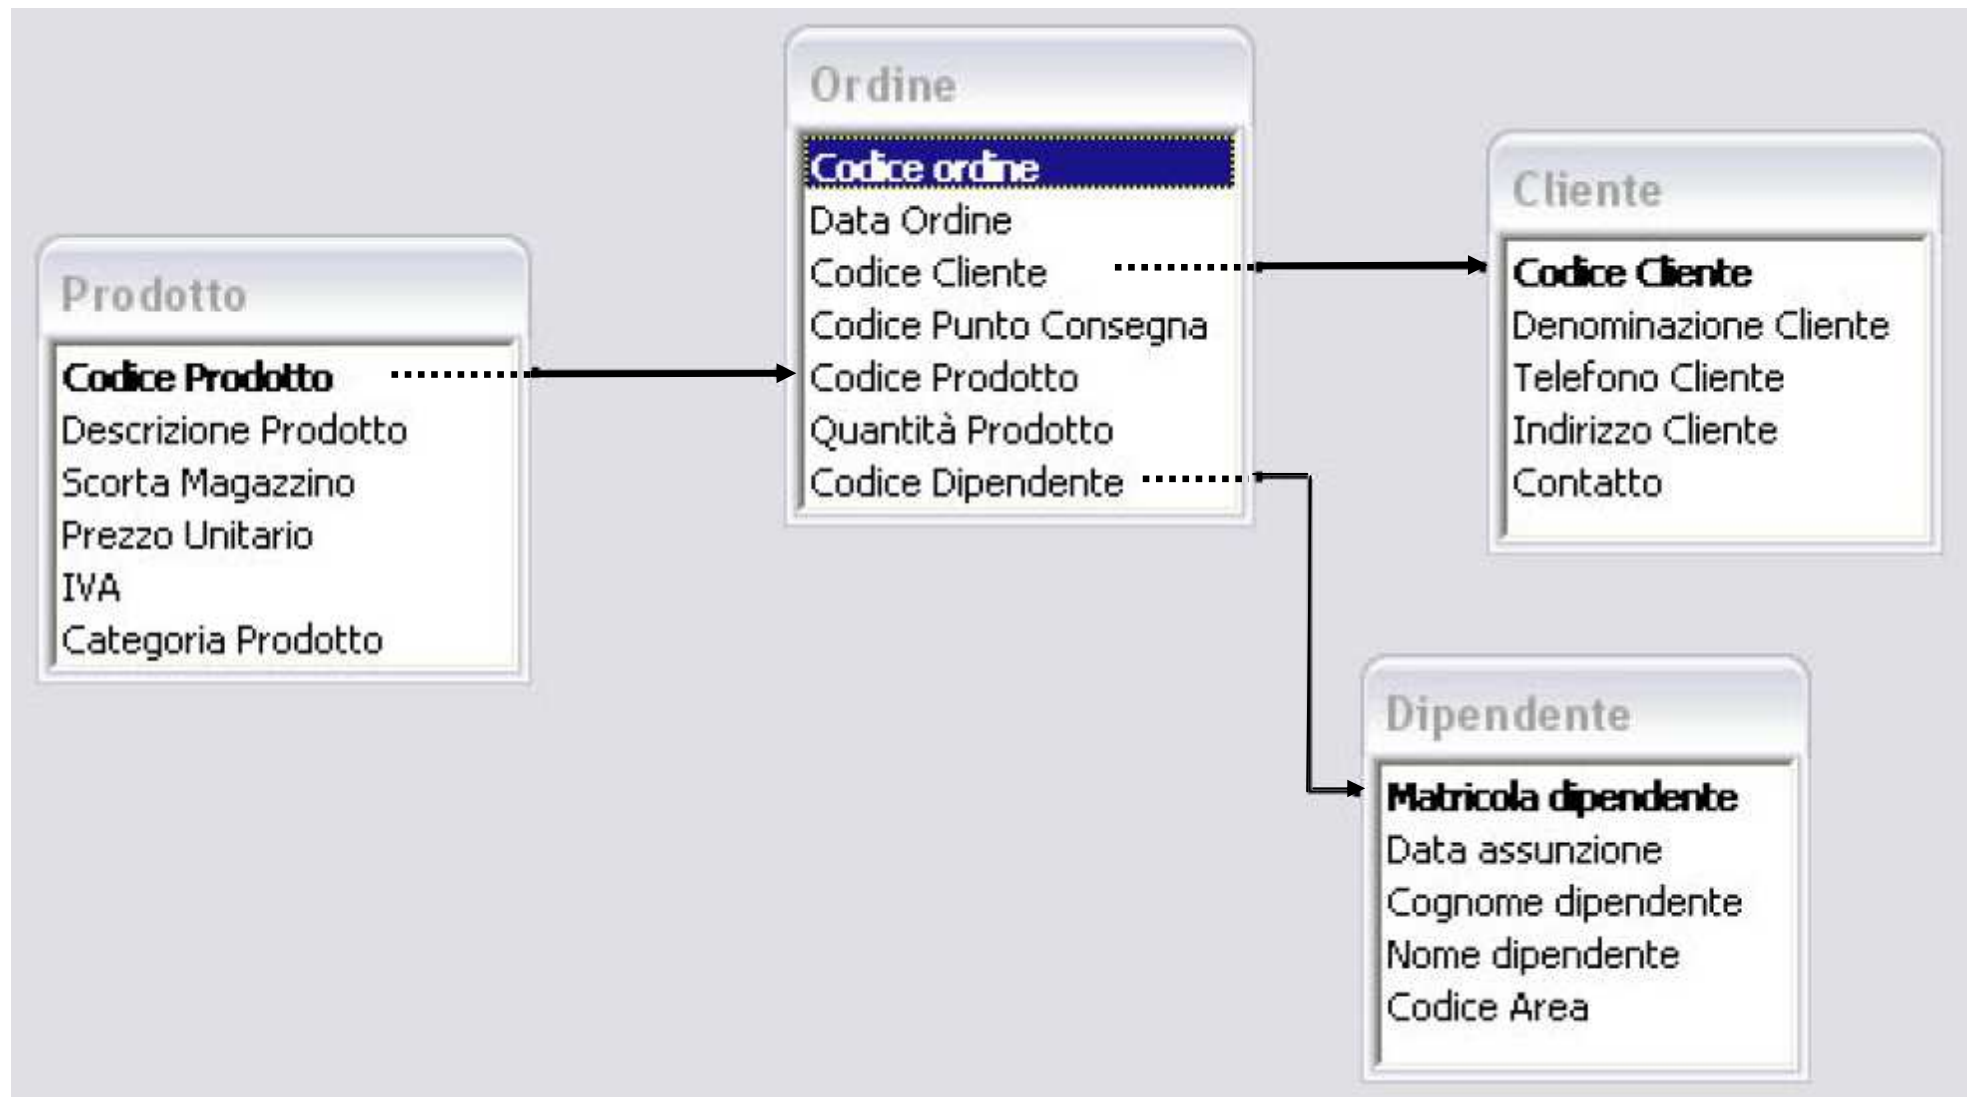 Prodotto
Codice Prodotto
Descrizione Prodotto
Scorta Magazzino
Prezzo Unitario
IVA
Categoria Prodotto
Ordine
Codice ordine
Data Ordine
Codice Cliente
Codice Punto Consegna
Codice Prodotto
Quantità Prodotto
Codice Dipendente
Cliente
Codice Cliente
Denominazione Cliente
Telefono Cliente
Indirizzo Cliente
Contatto
Dipendente
Matricola dipendente
Data assunzione
Cognome dipendente
Nome dipendente
Codice Area